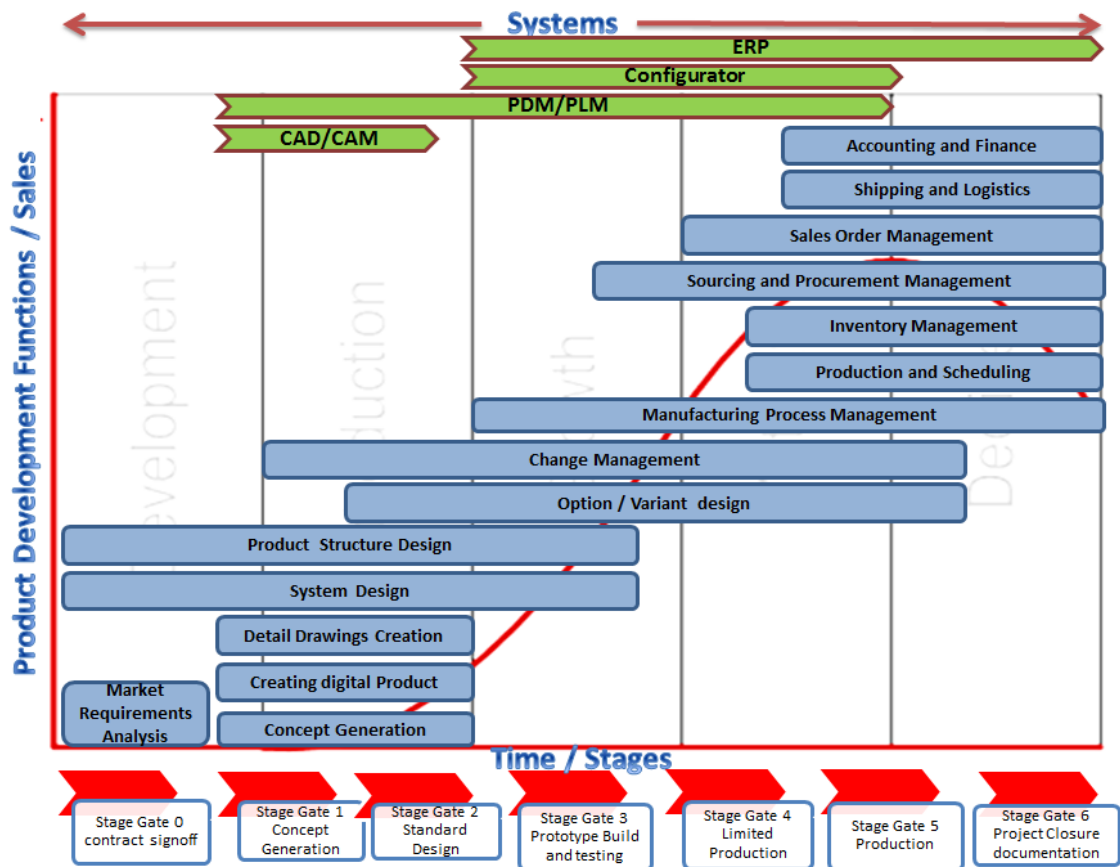 Systems
ERP
Configurator
PDM/PLM
CAD/CAM
Accounting and Finance
Shipping and Logistics
Sales Order Management
Sourcing and Procurement Management
Inventory Management
Production and Scheduling
Manufacturing Process Management
Change Management
Option / Variant design
Product Structure Design
System Design
Detail Drawings Creation
Creating digital Product
Market
Requirements
Analysis
Concept Generation
Product Development Functions / Sales
Time / Stages
Stage Gate 0
contract signoff
Stage Gate 1
Concept
Generation
Stage Gate 2
Standard
Design
Stage Gate 3
Prototype Build
and testing
Stage Gate 4
Limited
Production
Stage Gate 5
Production
Stage Gate 6
Project Closure
documentation